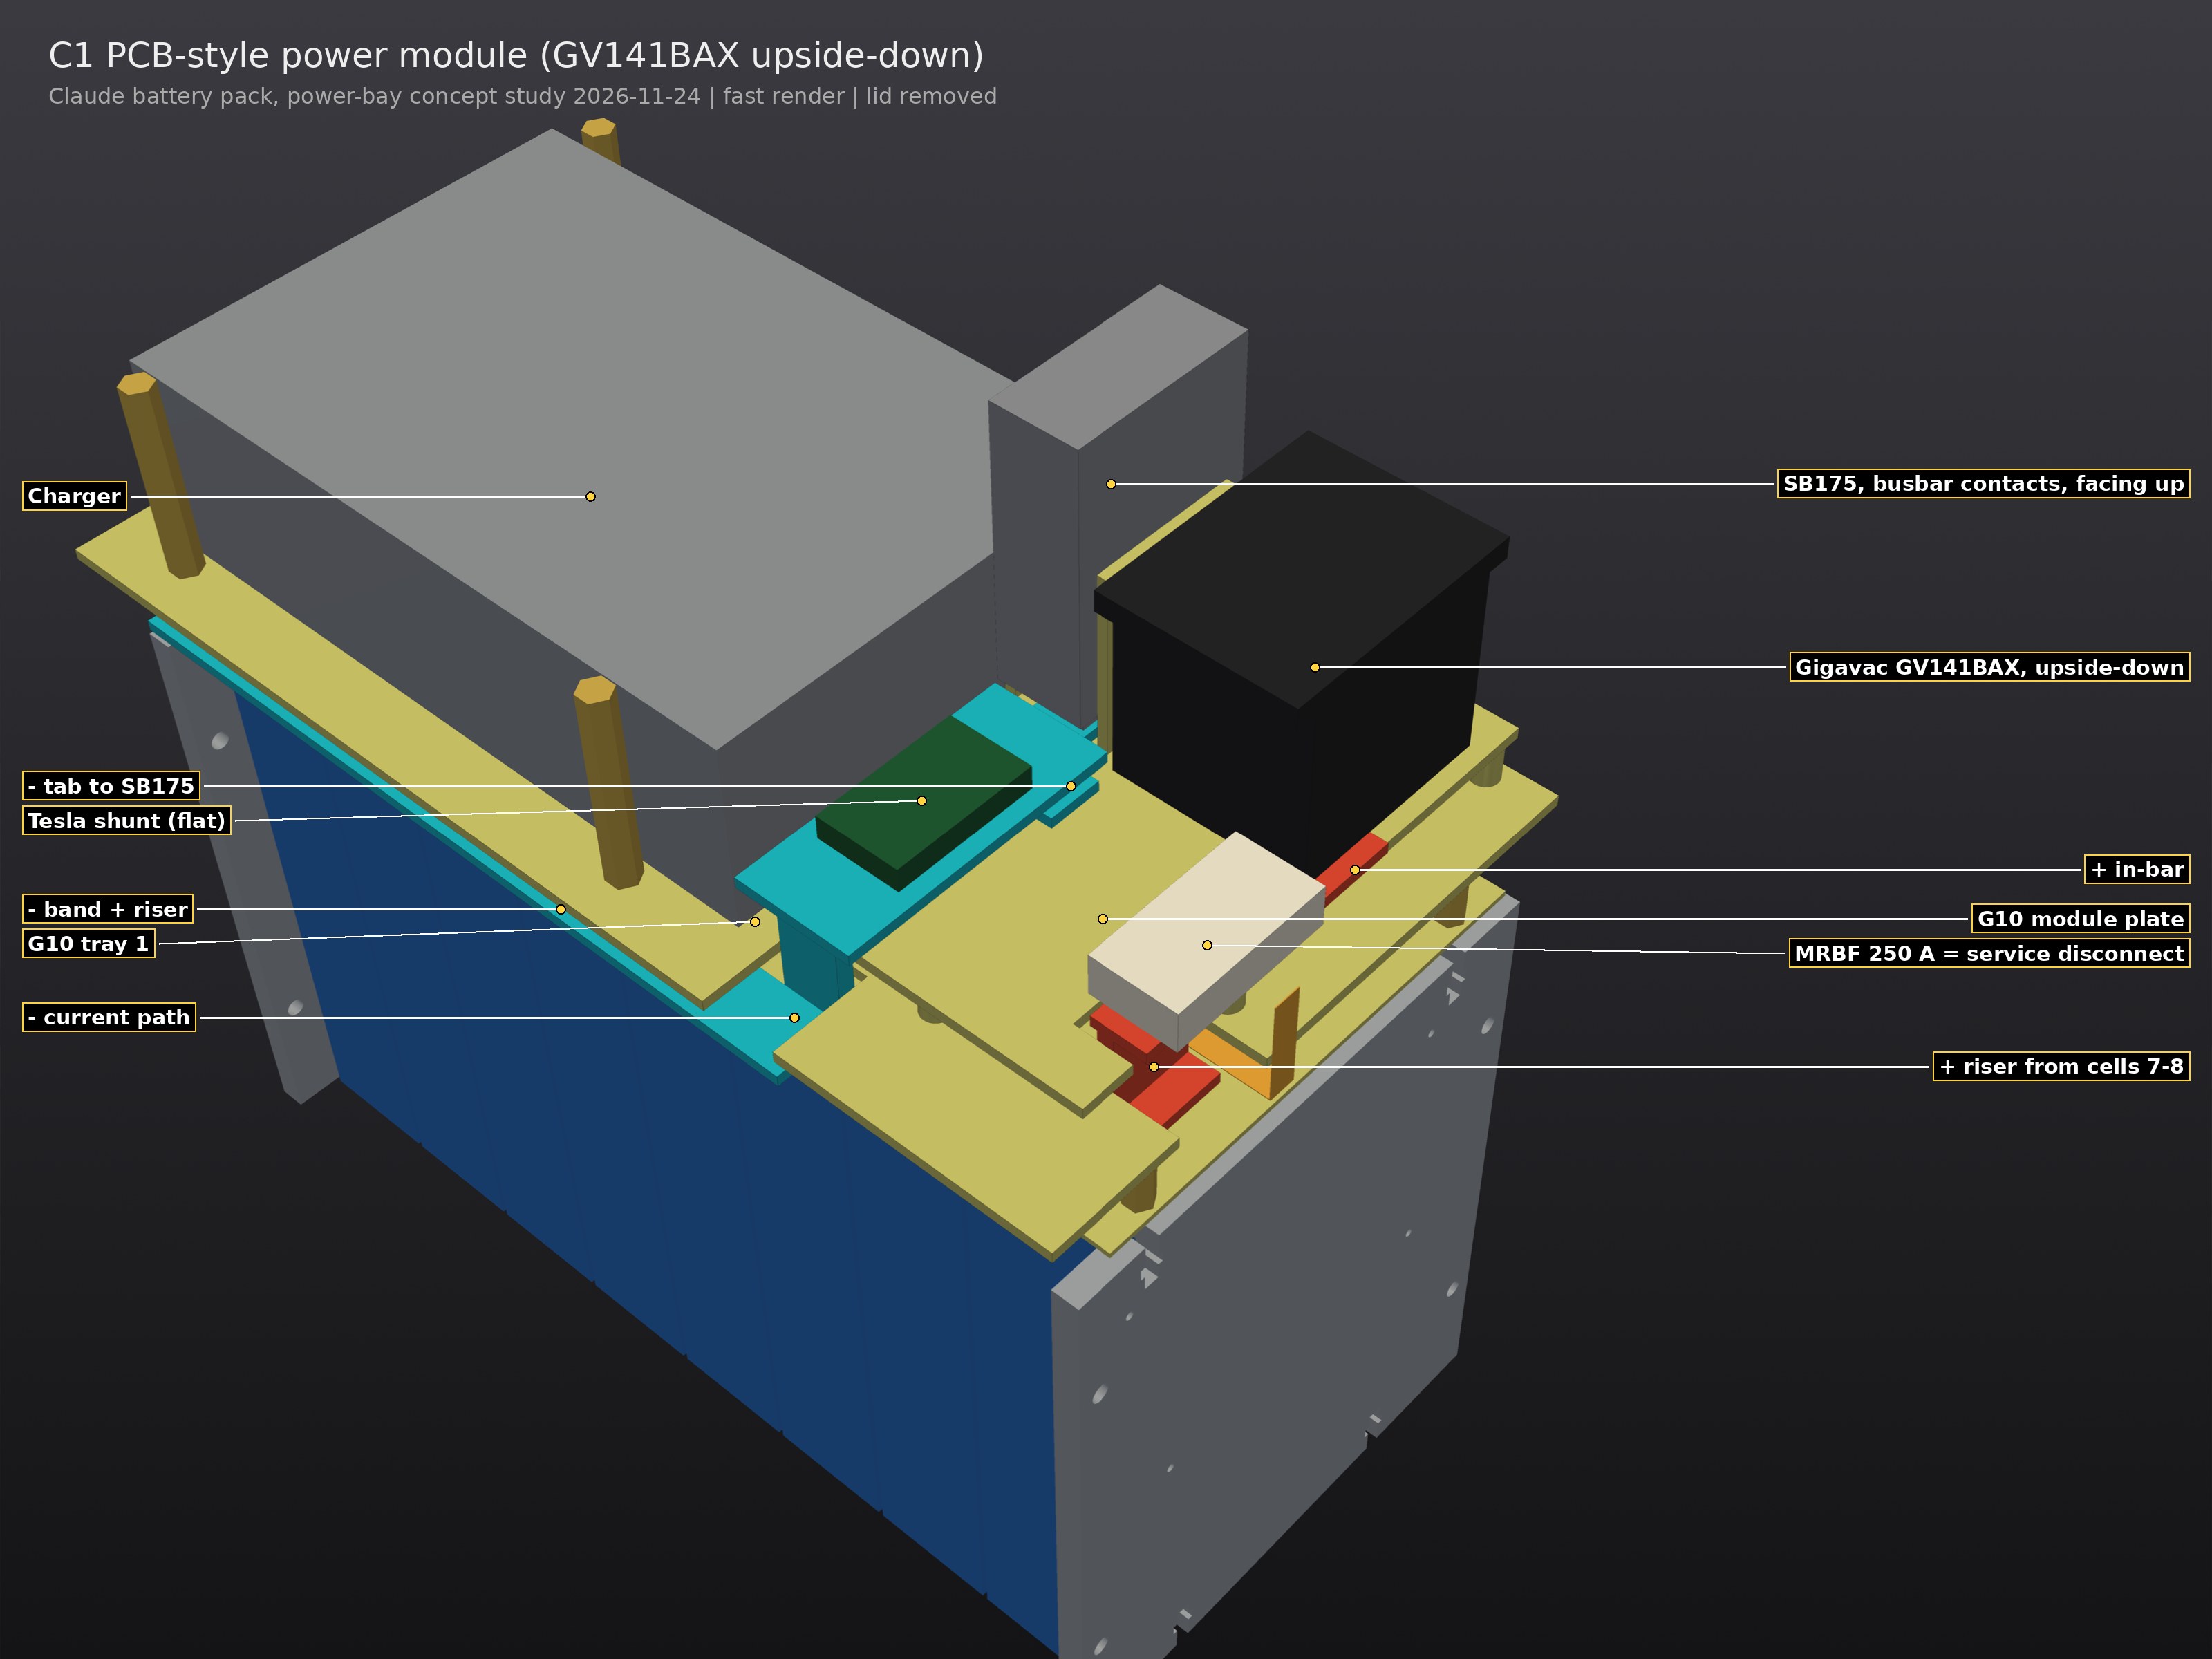 C1 PCB-style power module (GV141BAX upside-down)
Claude battery pack, power-bay concept study 2026-11-24 | fast render | lid removed
Charger
SB175, busbar contacts, facing up
Gigavac GV141BAX, upside-down
- tab to SB175
Tesla shunt (flat)
+ in-bar
- band + riser
G10 module plate
G10 tray 1
MRBF 250 A = service disconnect
- current path
+ riser from cells 7-8